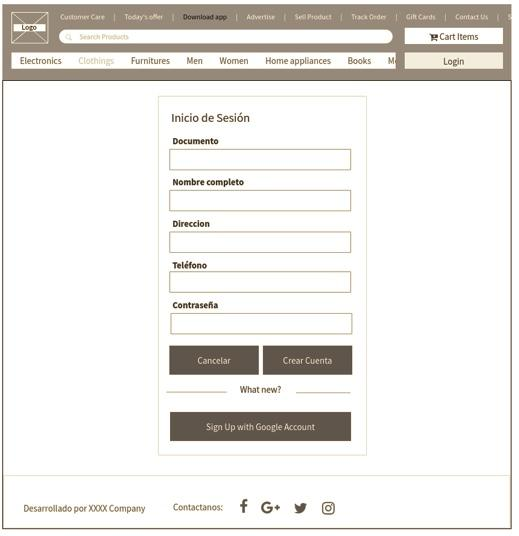 Customer Care | Today's offer | Download app | Advertise | Sell Product | Track Order | Gift Cards | Contact Us |
Logo
Search Products
Cart Items
Electronics Clothings Furnitures Men Women Home appliances Books
Login
Inicio de Sesión
Documento
Nombre completo
Direccion
Teléfono
Contraseña
Cancelar Crear Cuenta
What new?
Sign Up with Google Account
Desarrollado por XXXX Company Contactanos: